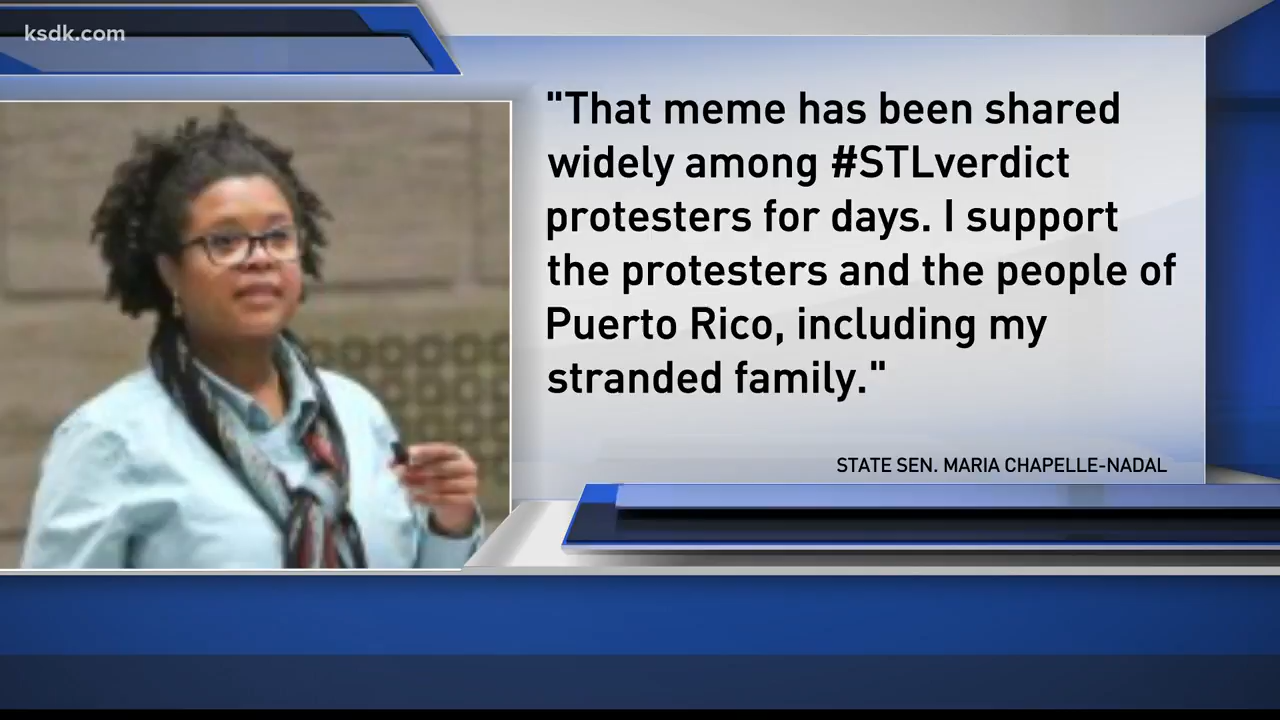 ksdk.com
"That meme has been shared
widely among #STLverdict
protesters for days. I support
the protesters and the people of
Puerto Rico, including my
stranded family."
STATE SEN. MARIA CHAPELLE-NADAL